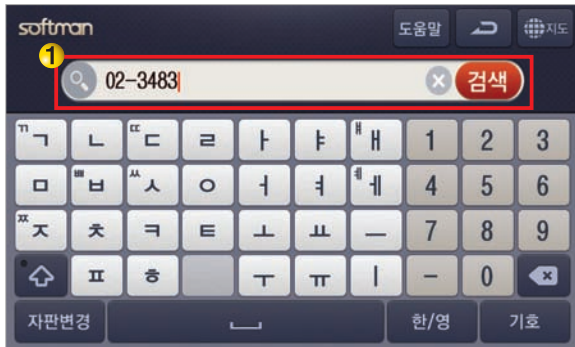 softman 도움말 지도
1
02-3483 검색
ㄲ ㄱ ㄴ ㄸ ㄷ ㄹ ㅏ ㅑ ㅒ ㅐ 1 2 3
ㅁ ㅃ ㅂ ㅆ ㅅ ㅇ ㅓ ㅕ ㅖ ㅔ 4 5 6
ㅉ ㅈ ㅊ ㅋ ㅌ ㅗ ㅛ ㅡ 7 8 9
ㅍ ㅎ ㅜ ㅠ ㅣ - 0
자판변경 한/영 기호